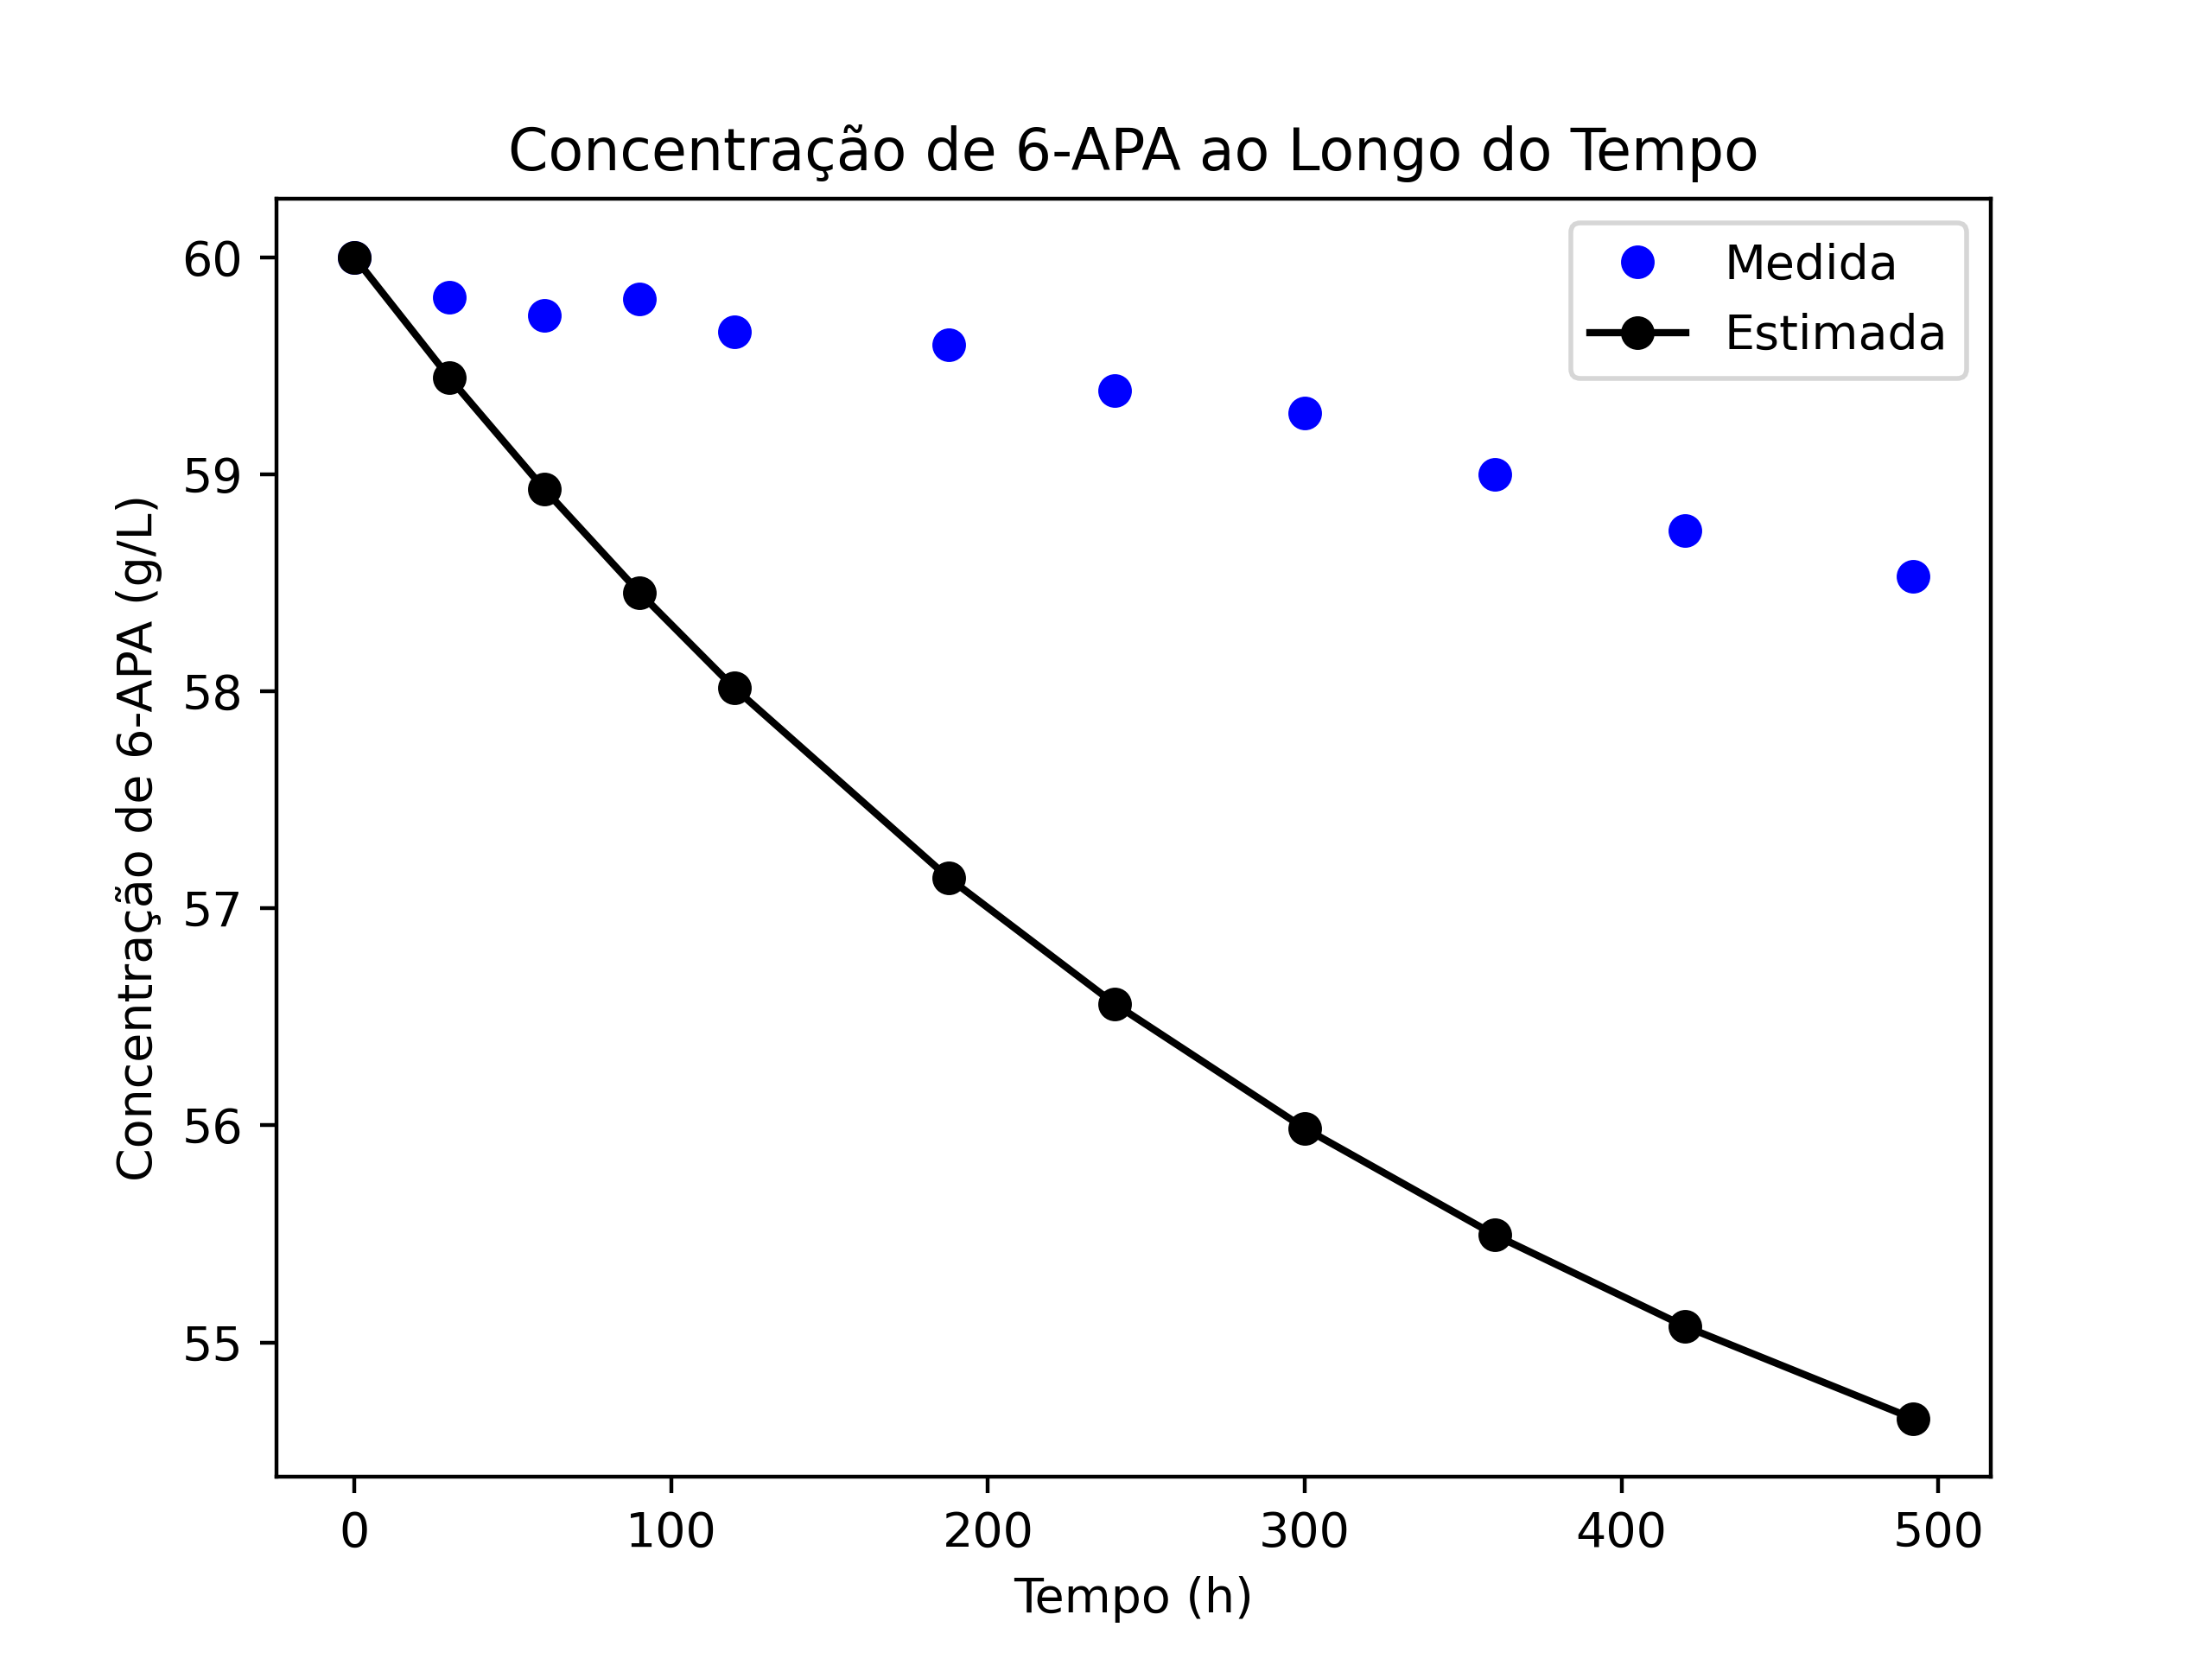 Concentração de 6-APA ao Longo do Tempo
Medida
Estimada
Concentração de 6-APA (g/L)
60
59
58
57
56
55
0 100 200 300 400 500
Tempo (h)